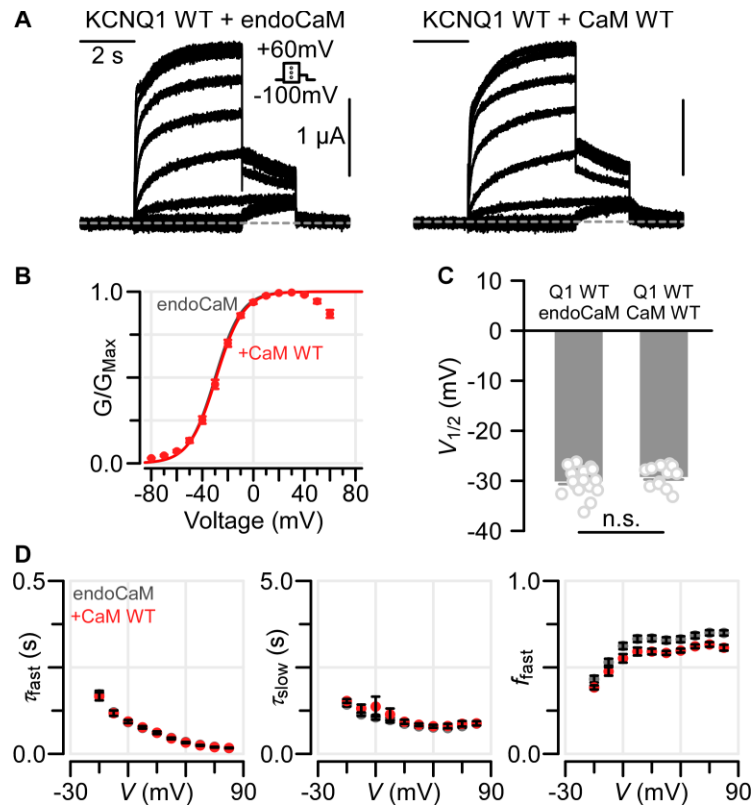 A
KCNQ1 WT + endoCaM
KCNQ1 WT + CaM WT
2 s
+60mV
-100mV
1 µA
B
G/GMax
1.0
0.0
endoCaM
+CaM WT
-80 -40 0 40 80
Voltage (mV)
C
V1/2 (mV)
10
0
-10
-20
-30
-40
Q1 WT
endoCaM
Q1 WT
CaM WT
n.s.
D
τfast (s)
0.5
0.0
endoCaM
+CaM WT
-30 V (mV) 90
τslow (s)
5.0
0.0
-30 V (mV) 90
ffast
1.0
0.0
-30 V (mV) 90